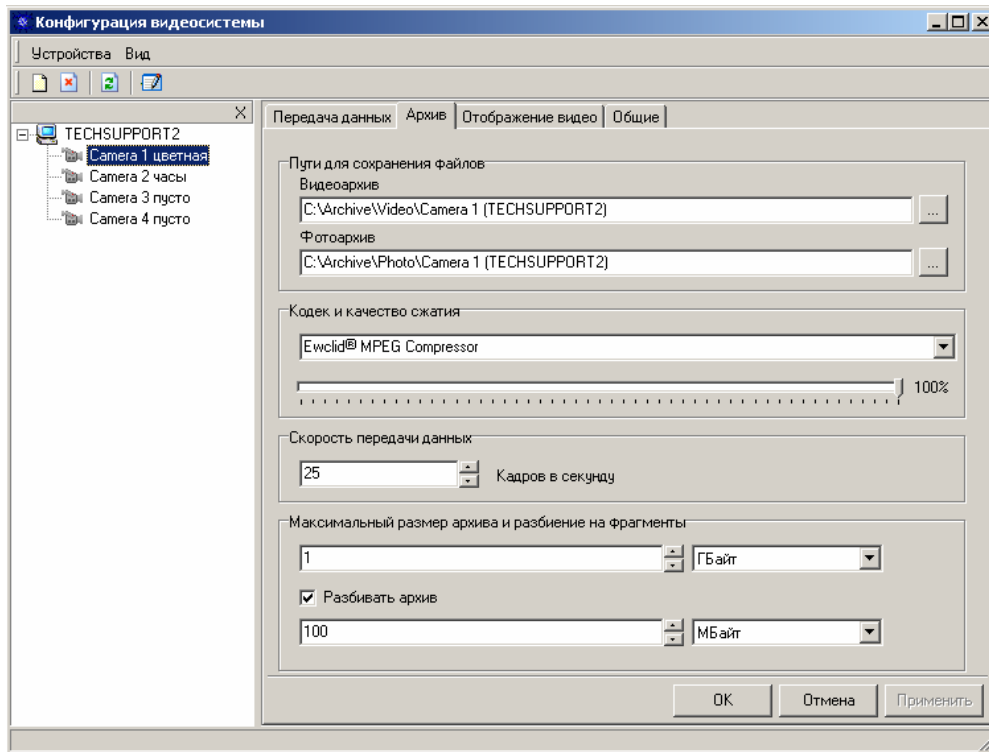 Конфигурация видеосистемы
Устройства Вид
Передача данных Архив Отображение видео Общие
TECHSUPPORT2
Camera 1 цветная
Camera 2 часы
Camera 3 пусто
Camera 4 пусто
Пути для сохранения файлов
Видеоархив
C:\Archive\Video\Camera 1 (TECHSUPPORT2)
...
Фотоархив
C:\Archive\Photo\Camera 1 (TECHSUPPORT2)
...
Кодек и качество сжатия
Ewclid® MPEG Compressor
100%
Скорость передачи данных
25 Кадров в секунду
Максимальный размер архива и разбиение на фрагменты
1 ГБайт
Разбивать архив
100 МБайт
OK Отмена Применить